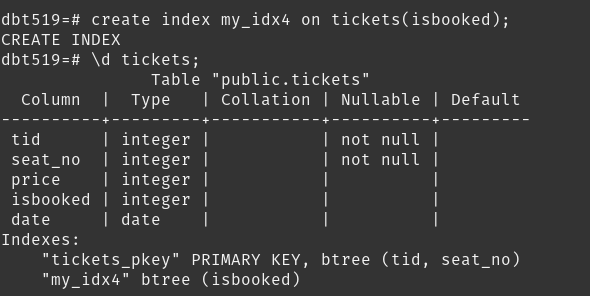 dbt519=# create index my_idx4 on tickets(isbooked);
CREATE INDEX
dbt519=# \d tickets;
               Table "public.tickets"
  Column  |  Type   | Collation | Nullable | Default
----------+---------+-----------+----------+---------
 tid      | integer |           | not null |
 seat_no  | integer |           | not null |
 price    | integer |           |          |
 isbooked | integer |           |          |
 date     | date    |           |          |
Indexes:
    "tickets_pkey" PRIMARY KEY, btree (tid, seat_no)
    "my_idx4" btree (isbooked)